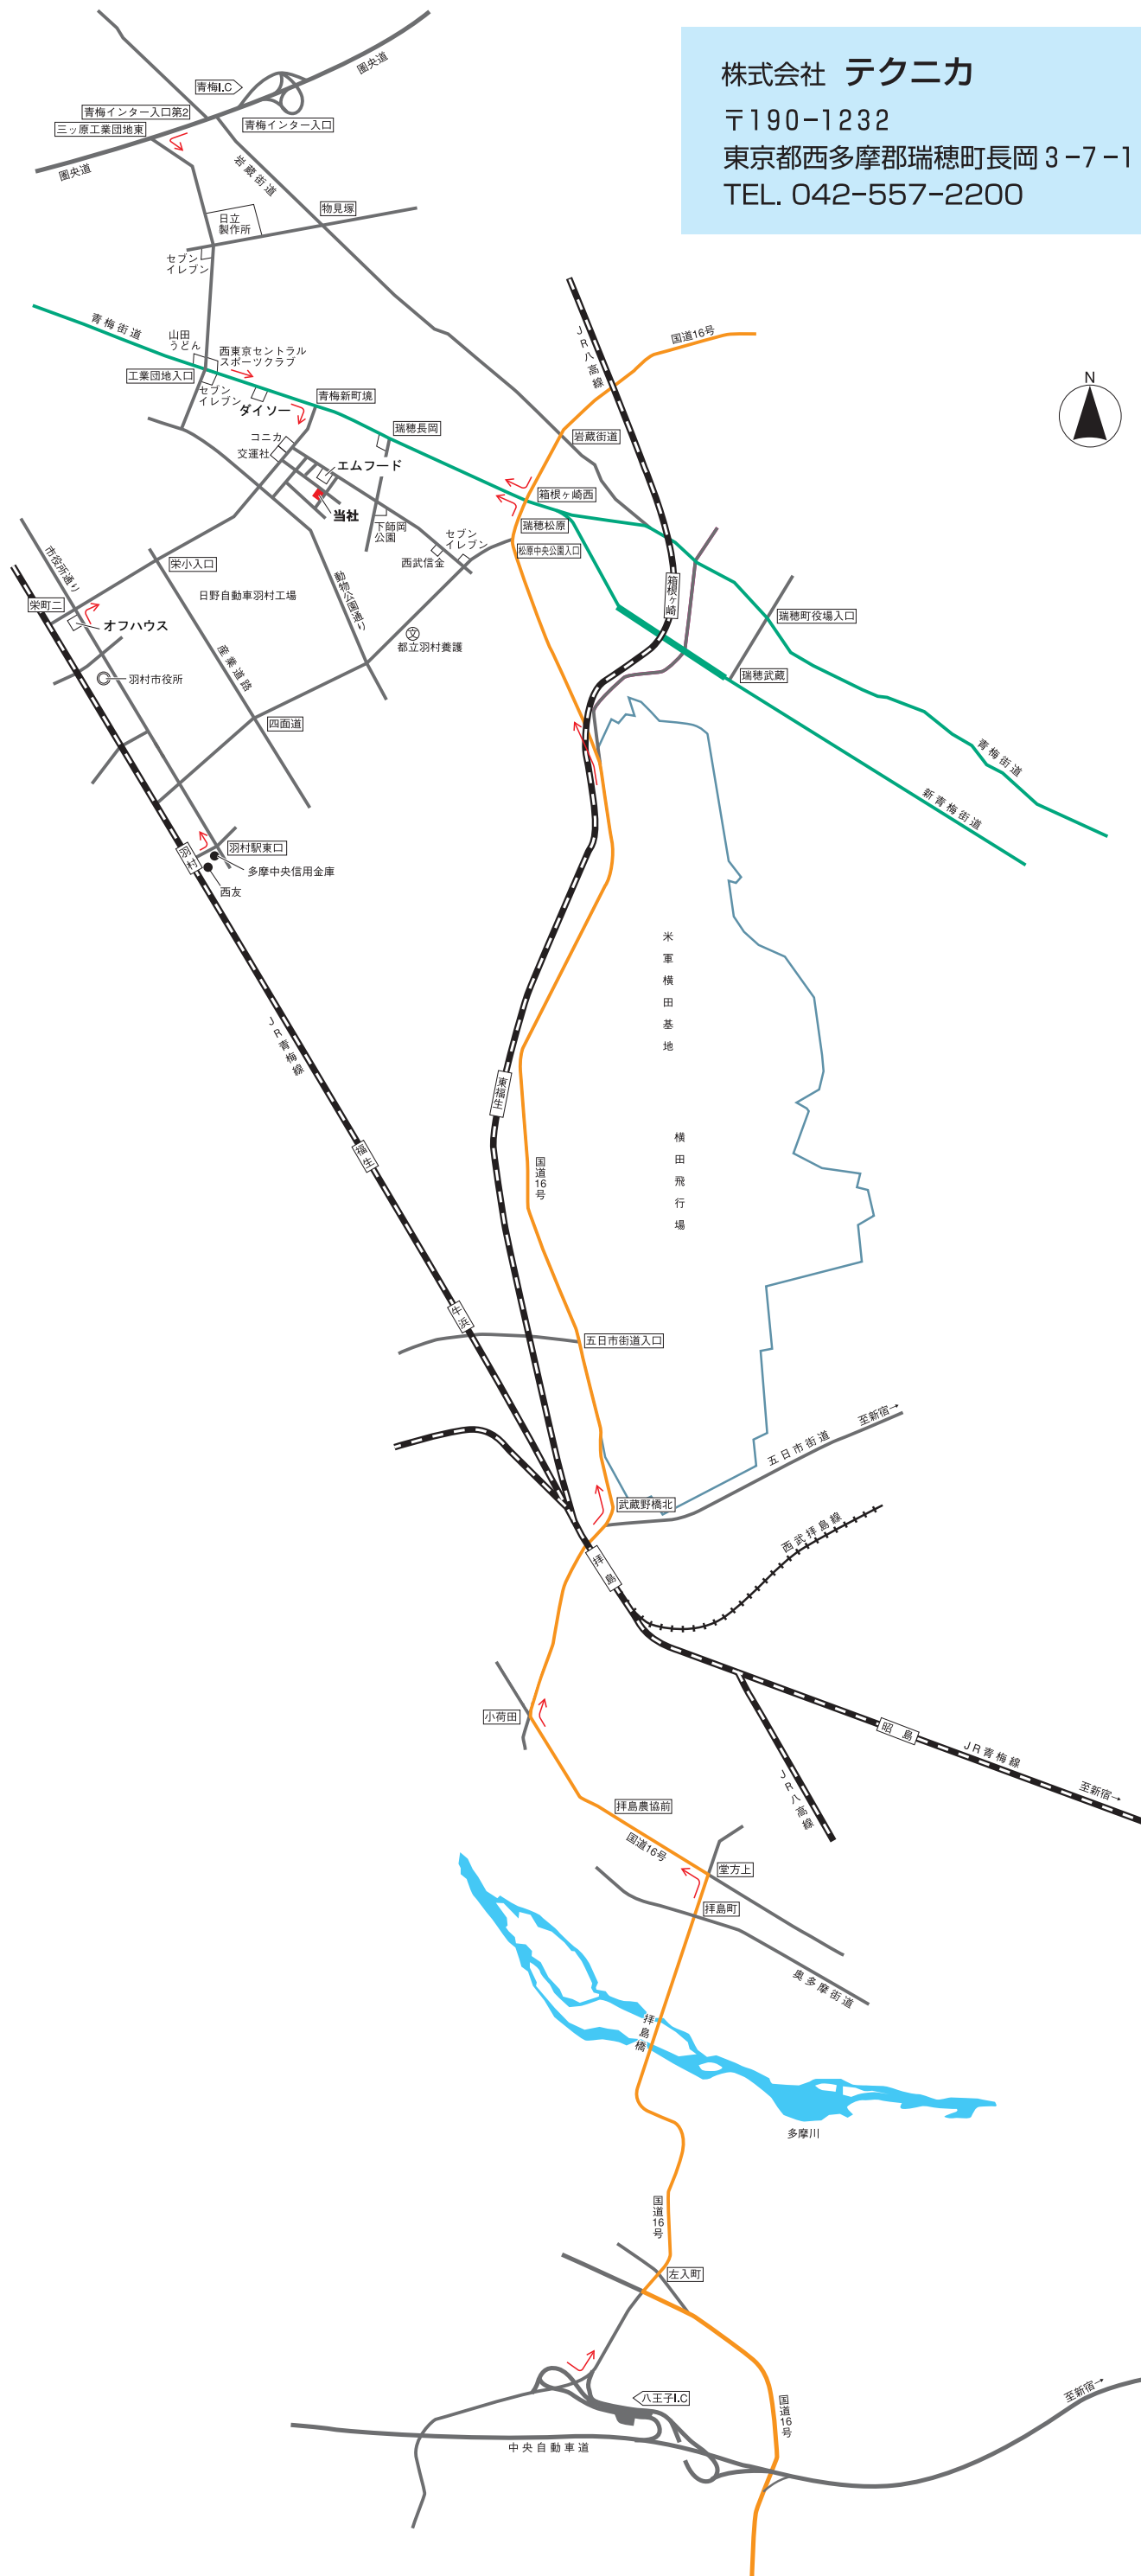 株式会社 テクニカ
〒190-1232
東京都西多摩郡瑞穂町長岡3-7-1
TEL. 042-557-2200
圏央道
青梅I.C
青梅インター入口第2
三ッ原工業団地東
青梅インター入口
圏央道
岩蔵街道
物見塚
日立
製作所
セブン
イレブン
N
国道16号
JR八高線
青梅街道
山田
うどん
西東京セントラル
スポーツクラブ
工業団地入口
セブン
イレブン
ダイソー
青梅新町境
瑞穂長岡
岩蔵街道
コニカ
交運社
エムフード
当社
箱根ヶ崎西
瑞穂松原
松原中央公園入口
下師岡
公園
セブン
イレブン
西武信金
市役所通り
栄小入口
栄町二
日野自動車羽村工場
動物公園通り
箱根ヶ崎
瑞穂町役場入口
オフハウス
文
都立羽村養護
産業道路
羽村市役所
瑞穂武蔵
四面道
青梅街道
新青梅街道
羽村
羽村駅東口
多摩中央信用金庫
西友
米軍横田基地
JR青梅線
東福生
福生
国道16号
横田飛行場
牛浜
五日市街道入口
至新宿→
五日市街道
武蔵野橋北
西武拝島線
拝島
小荷田
昭島
JR青梅線
至新宿→
JR八高線
拝島農協前
国道16号
堂方上
拝島町
奥多摩街道
拝島橋
多摩川
国道16号
左入町
八王子I.C
国道16号
至新宿→
中央自動車道